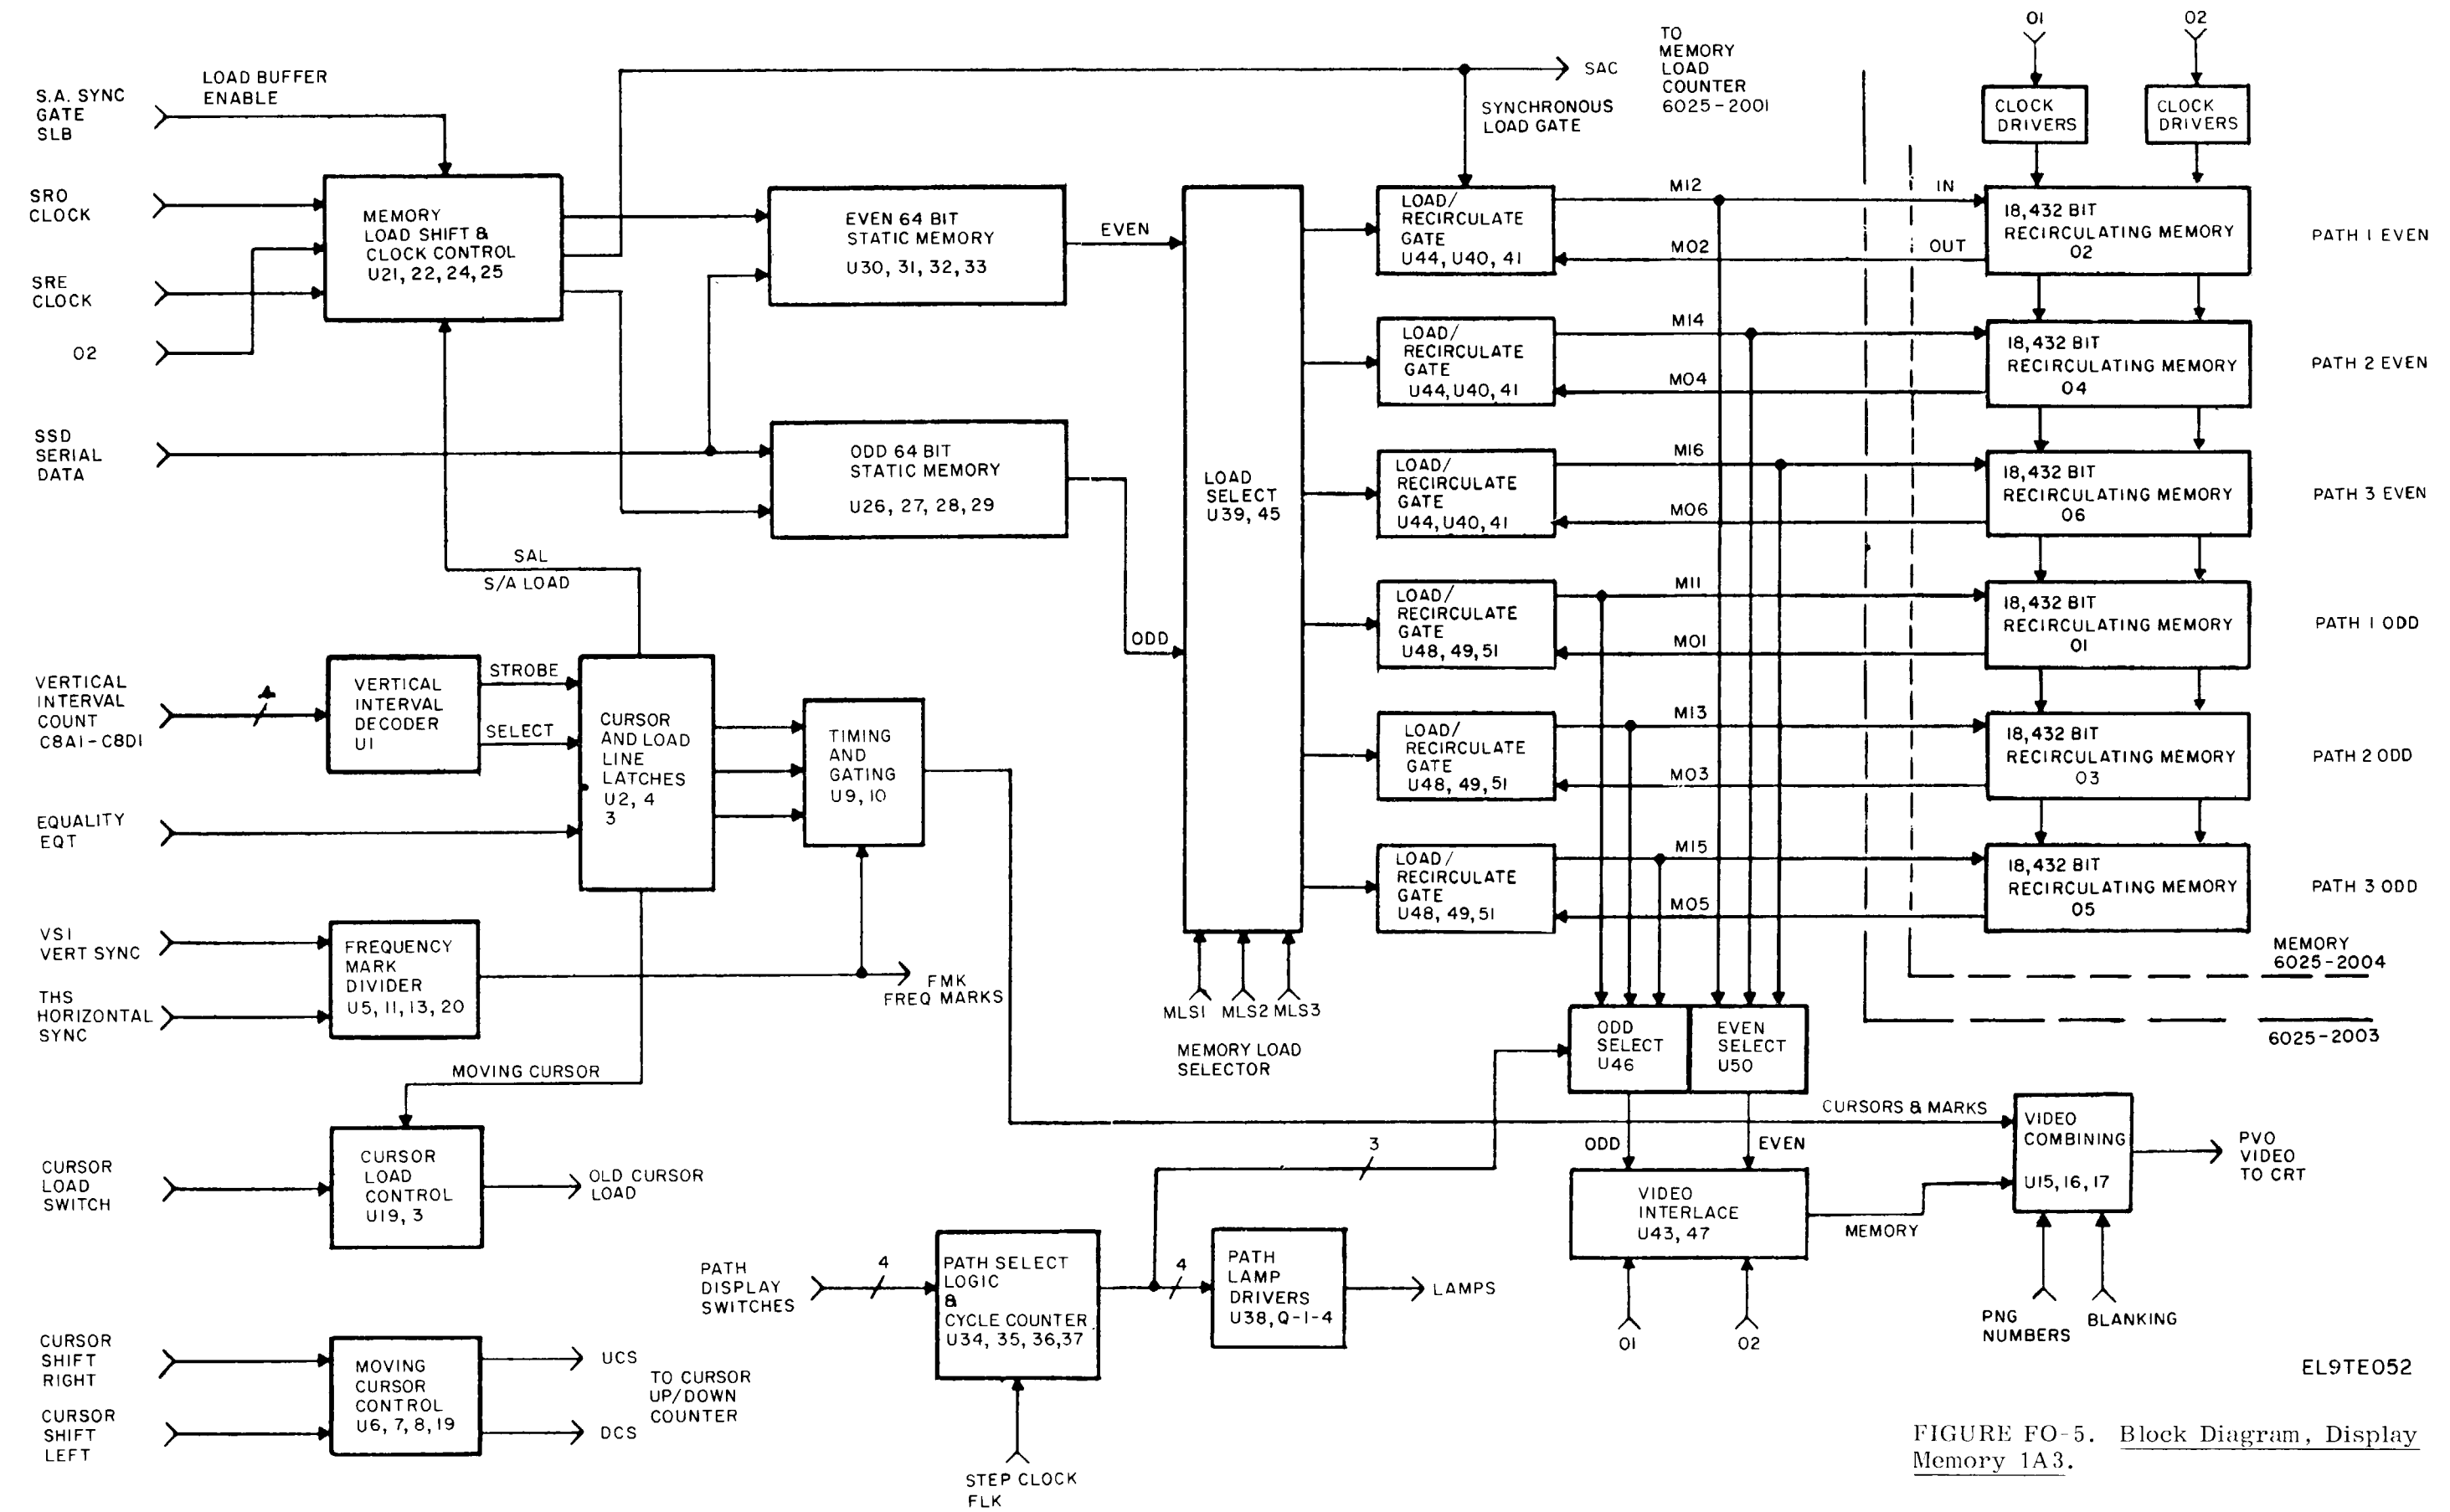 S.A. SYNC
GATE
SLB
LOAD BUFFER
ENABLE
SRO
CLOCK
SRE
CLOCK
02
SSD
SERIAL
DATA
MEMORY
LOAD SHIFT &
CLOCK CONTROL
U21, 22, 24, 25
SAL
S/A LOAD
EVEN 64 BIT
STATIC MEMORY
U30, 31, 32, 33
EVEN
ODD 64 BIT
STATIC MEMORY
U26, 27, 28, 29
ODD
LOAD
SELECT
U39, 45
MLS1 MLS2 MLS3
MEMORY LOAD
SELECTOR
SAC
TO
MEMORY
LOAD
COUNTER
6025-2001
SYNCHRONOUS
LOAD GATE
LOAD/
RECIRCULATE
GATE
U44, U40, 41
MI2
MO2
IN
OUT
LOAD/
RECIRCULATE
GATE
U44, U40, 41
MI4
MO4
LOAD/
RECIRCULATE
GATE
U44, U40, 41
MI6
MO6
LOAD/
RECIRCULATE
GATE
U48, 49, 51
MI1
MO1
LOAD/
RECIRCULATE
GATE
U48, 49, 51
MI3
MO3
LOAD/
RECIRCULATE
GATE
U48, 49, 51
MI5
MO5
01
02
CLOCK
DRIVERS
CLOCK
DRIVERS
18,432 BIT
RECIRCULATING MEMORY
02
PATH 1 EVEN
18,432 BIT
RECIRCULATING MEMORY
04
PATH 2 EVEN
18,432 BIT
RECIRCULATING MEMORY
06
PATH 3 EVEN
18,432 BIT
RECIRCULATING MEMORY
01
PATH 1 ODD
18,432 BIT
RECIRCULATING MEMORY
03
PATH 2 ODD
18,432 BIT
RECIRCULATING MEMORY
05
PATH 3 ODD
MEMORY
6025-2004
6025-2003
VERTICAL
INTERVAL
COUNT
C8A1-C8D1
4
VERTICAL
INTERVAL
DECODER
U1
STROBE
SELECT
EQUALITY
EQT
CURSOR
AND LOAD
LINE
LATCHES
U2, 4
3
TIMING
AND
GATING
U9, 10
VS1
VERT SYNC
THS
HORIZONTAL
SYNC
FREQUENCY
MARK
DIVIDER
U5, 11, 13, 20
FMK
FREQ MARKS
MOVING CURSOR
CURSOR
LOAD
SWITCH
CURSOR
LOAD
CONTROL
U19, 3
OLD CURSOR
LOAD
CURSOR
SHIFT
RIGHT
CURSOR
SHIFT
LEFT
MOVING
CURSOR
CONTROL
U6, 7, 8, 19
UCS
DCS
TO CURSOR
UP/DOWN
COUNTER
PATH
DISPLAY
SWITCHES
4
PATH SELECT
LOGIC
&
CYCLE COUNTER
U34, 35, 36, 37
STEP CLOCK
FLK
3
4
PATH
LAMP
DRIVERS
U38, Q-1-4
LAMPS
ODD
SELECT
U46
EVEN
SELECT
U50
ODD
EVEN
CURSORS & MARKS
VIDEO
INTERLACE
U43, 47
01
02
MEMORY
VIDEO
COMBINING
U15, 16, 17
PVO
VIDEO
TO CRT
PNG
NUMBERS
BLANKING
EL9TE052
FIGURE FO-5. Block Diagram, Display
Memory 1A3.